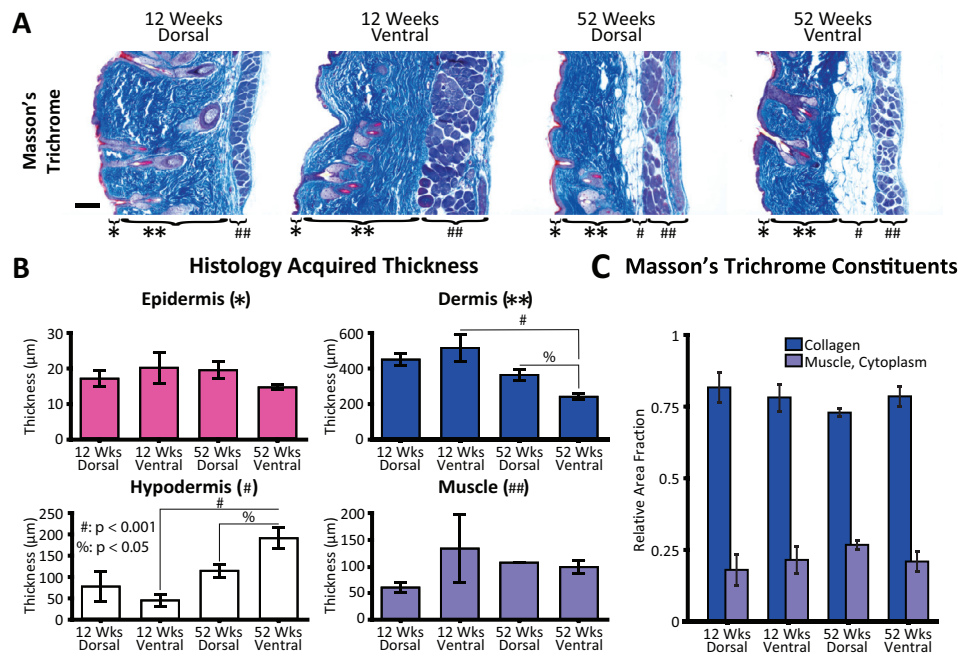 A
12 Weeks
Dorsal
12 Weeks
Ventral
52 Weeks
Dorsal
52 Weeks
Ventral
Masson's
Trichrome
* ** ## * ** ## * ** # ## * ** # ##
B Histology Acquired Thickness
Epidermis (*)
Thickness (µm)
30
20
10
0
12 Wks
Dorsal
12 Wks
Ventral
52 Wks
Dorsal
52 Wks
Ventral
Dermis (**)
Thickness (µm)
600
400
200
0
#
%
12 Wks
Dorsal
12 Wks
Ventral
52 Wks
Dorsal
52 Wks
Ventral
Hypodermis (#)
Thickness (µm)
250
200
150
100
50
0
#: p < 0.001
%: p < 0.05
#
%
12 Wks
Dorsal
12 Wks
Ventral
52 Wks
Dorsal
52 Wks
Ventral
Muscle (##)
Thickness (µm)
200
150
100
50
0
12 Wks
Dorsal
12 Wks
Ventral
52 Wks
Dorsal
52 Wks
Ventral
C Masson's Trichrome Constituents
Relative Area Fraction
1
0.75
0.5
0.25
0
Collagen
Muscle, Cytoplasm
12 Wks
Dorsal
12 Wks
Ventral
52 Wks
Dorsal
52 Wks
Ventral